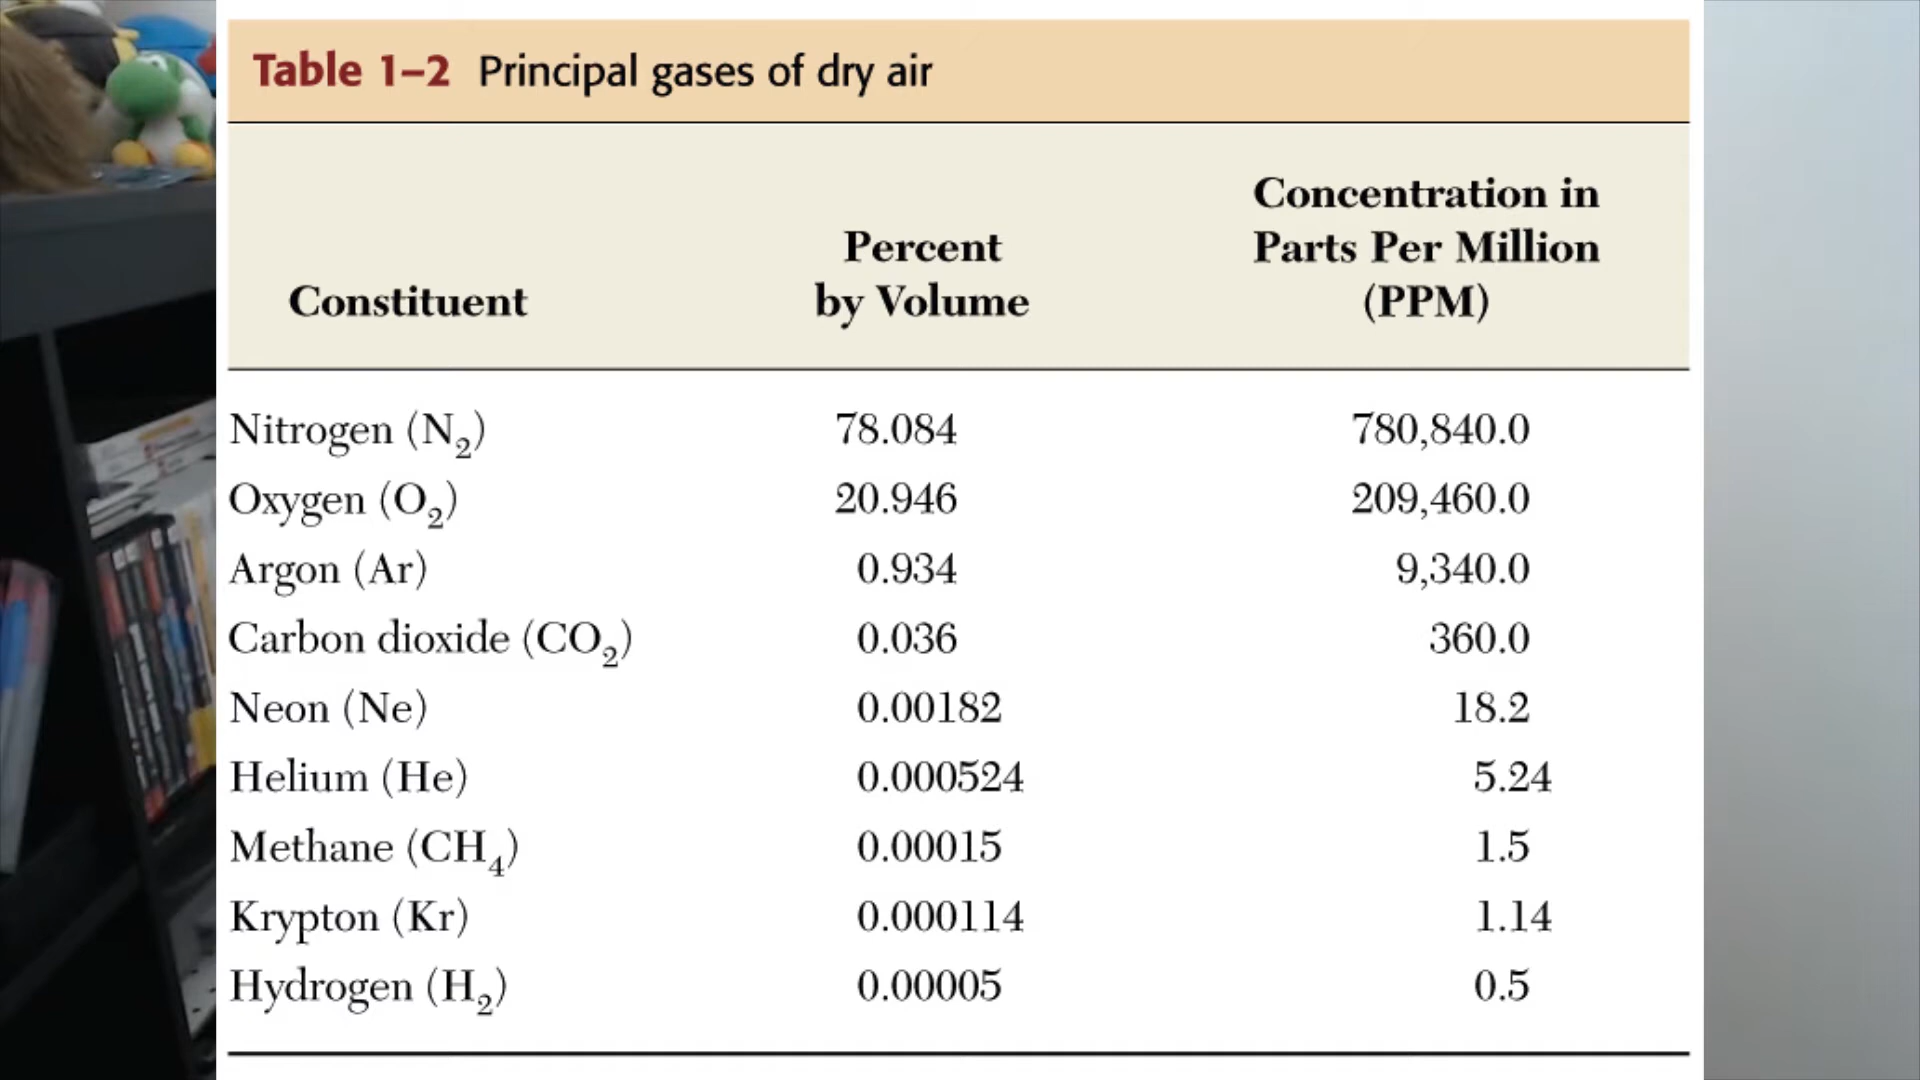 Table 1–2 Principal gases of dry air
Constituent
Percent
by Volume
Concentration in
Parts Per Million
(PPM)
Nitrogen (N₂) 78.084 780,840.0
Oxygen (O₂) 20.946 209,460.0
Argon (Ar) 0.934 9,340.0
Carbon dioxide (CO₂) 0.036 360.0
Neon (Ne) 0.00182 18.2
Helium (He) 0.000524 5.24
Methane (CH₄) 0.00015 1.5
Krypton (Kr) 0.000114 1.14
Hydrogen (H₂) 0.00005 0.5